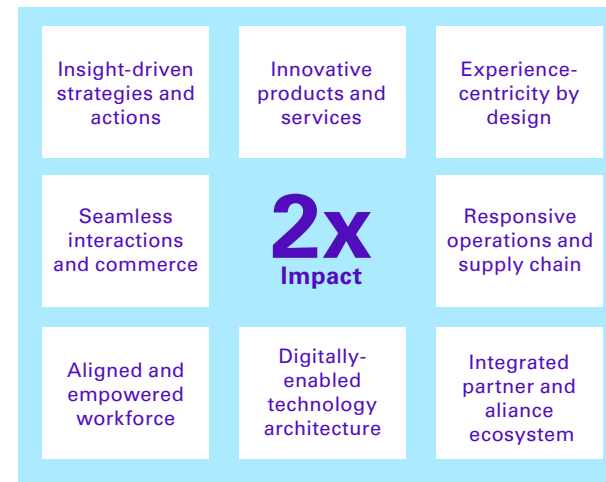 Insight-driven
strategies and
actions
Innovative
products and
services
Experience-
centricity by
design
Seamless
interactions
and commerce
2x
Impact
Responsive
operations and
supply chain
Aligned and
empowered
workforce
Digitally-
enabled
technology
architecture
Integrated
partner and
aliance
ecosystem